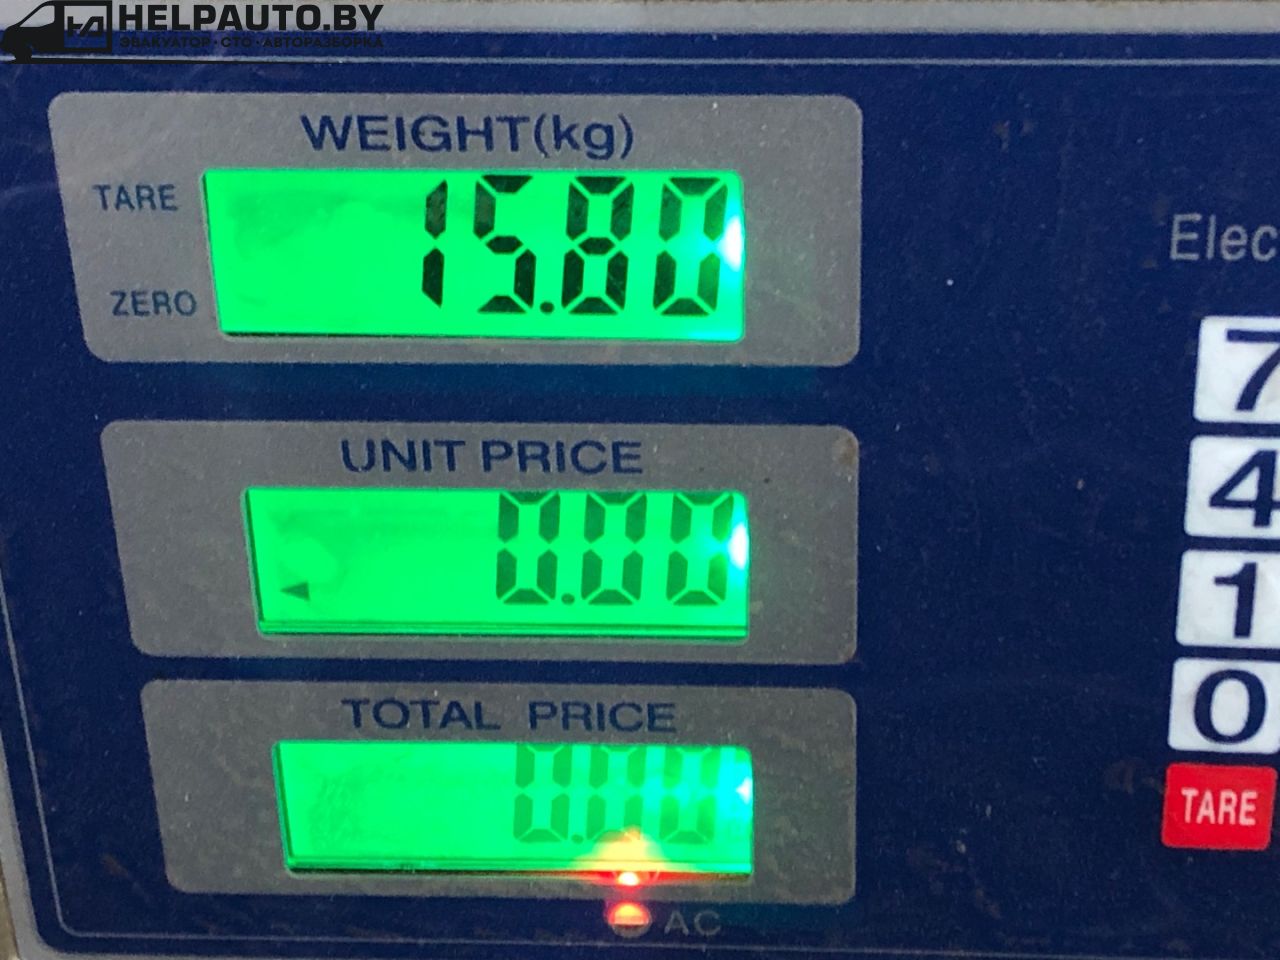 HELPAUTO.BY
ЭВАКУАТОР · СТО · АВТОРАЗБОРКА
WEIGHT(kg)
TARE
15.80
ZERO
Elec
7
UNIT PRICE
4
0.00
1
TOTAL PRICE
0
0.00
TARE
AC